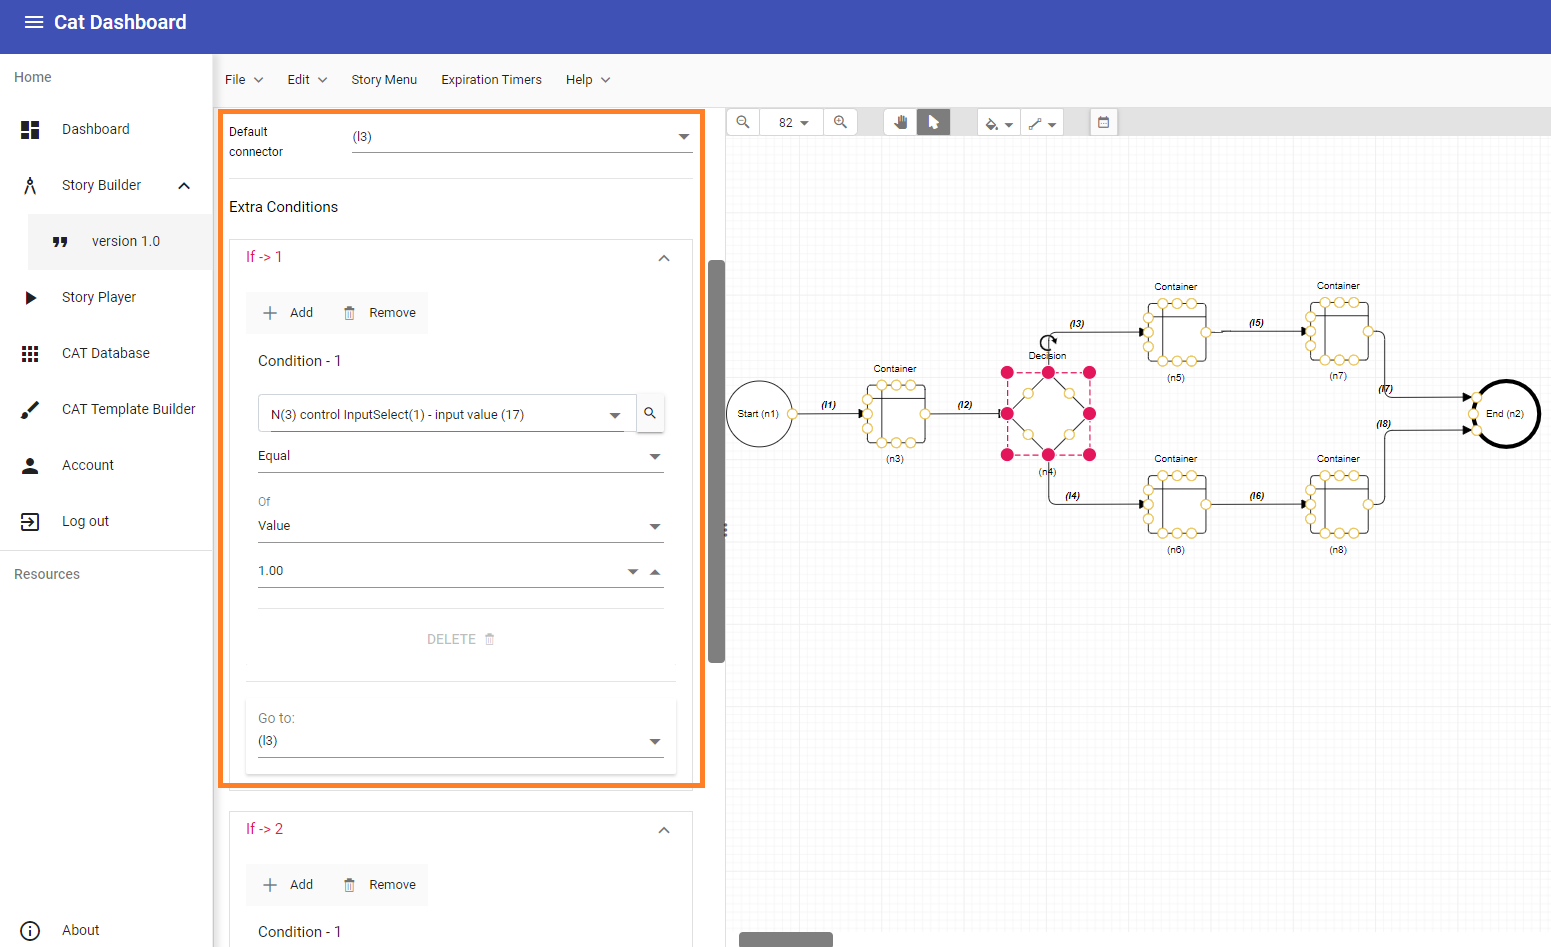 Cat Dashboard
Home
Dashboard
Story Builder
version 1.0
Story Player
CAT Database
CAT Template Builder
Account
Log out
Resources
About
File
Edit
Story Menu
Expiration Timers
Help
Default
connector
(l3)
Extra Conditions
If -> 1
Add
Remove
Condition - 1
N(3) control InputSelect(1) - input value (17)
Equal
Of
Value
1.00
DELETE
Go to:
(l3)
If -> 2
Add
Remove
Condition - 1
82
Start (n1)
(l1)
Container
(n3)
(l2)
Decision
(n4)
(l3)
Container
(n5)
(l5)
Container
(n7)
(l7)
(l4)
Container
(n6)
(l6)
Container
(n8)
(l8)
End (n2)